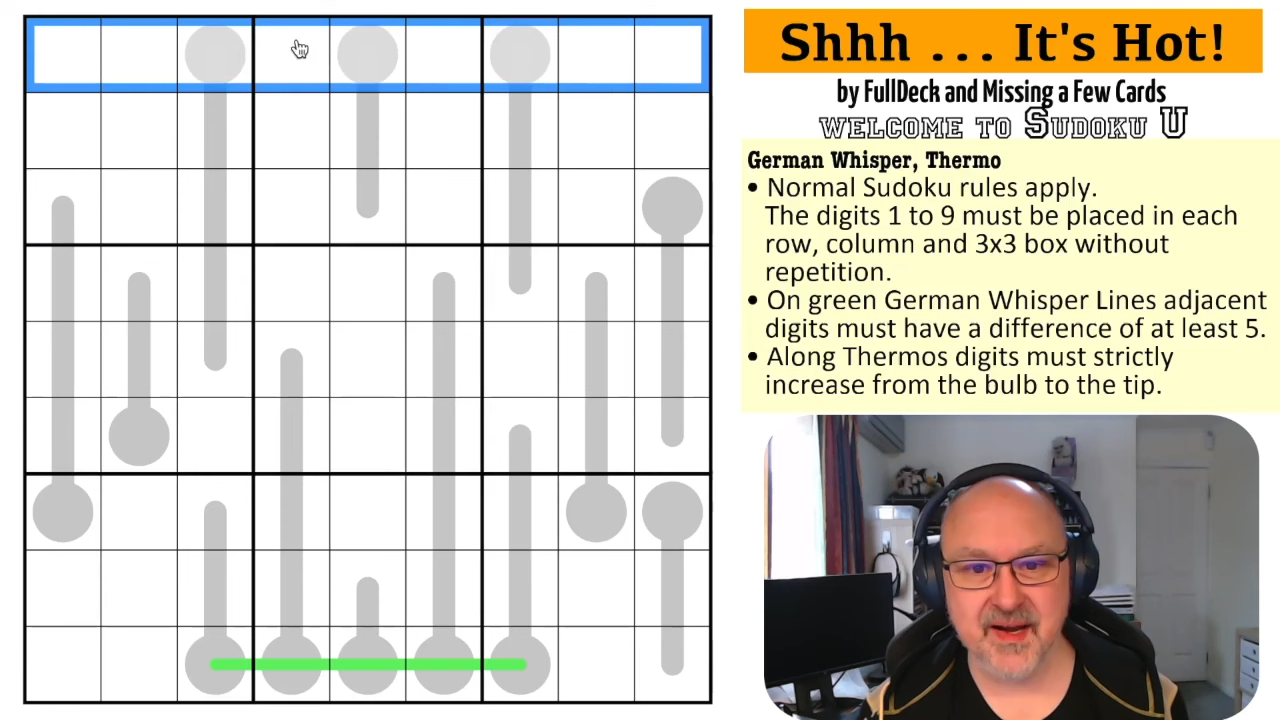 Shhh ... It's Hot!
by FullDeck and Missing a Few Cards
WELCOME TO SUDOKU U
German Whisper, Thermo
• Normal Sudoku rules apply.
The digits 1 to 9 must be placed in each
row, column and 3x3 box without
repetition.
• On green German Whisper Lines adjacent
digits must have a difference of at least 5.
• Along Thermos digits must strictly
increase from the bulb to the tip.